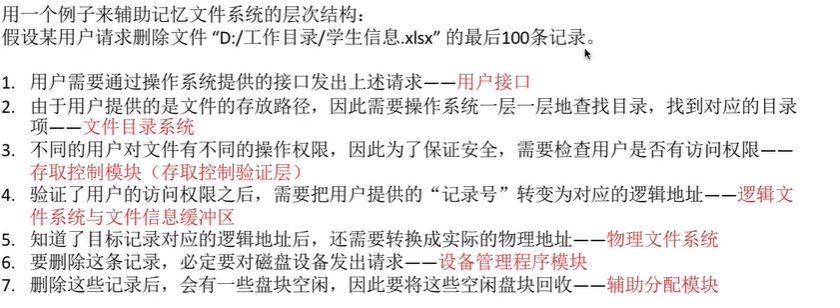 用一个例子来辅助记忆文件系统的层次结构：
假设某用户请求删除文件 “D:/工作目录/学生信息.xlsx” 的最后100条记录。
1. 用户需要通过操作系统提供的接口发出上述请求——用户接口
2. 由于用户提供的是文件的存放路径，因此需要操作系统一层一层地查找目录，找到对应的目录
项——文件目录系统
3. 不同的用户对文件有不同的操作权限，因此为了保证安全，需要检查用户是否有访问权限——
存取控制模块（存取控制验证层）
4. 验证了用户的访问权限之后，需要把用户提供的“记录号”转变为对应的逻辑地址——逻辑文
件系统与文件信息缓冲区
5. 知道了目标记录对应的逻辑地址后，还需要转换成实际的物理地址——物理文件系统
6. 要删除这条记录，必定要对磁盘设备发出请求——设备管理程序模块
7. 删除这些记录后，会有一些盘块空闲，因此要将这些空闲盘块回收——辅助分配模块